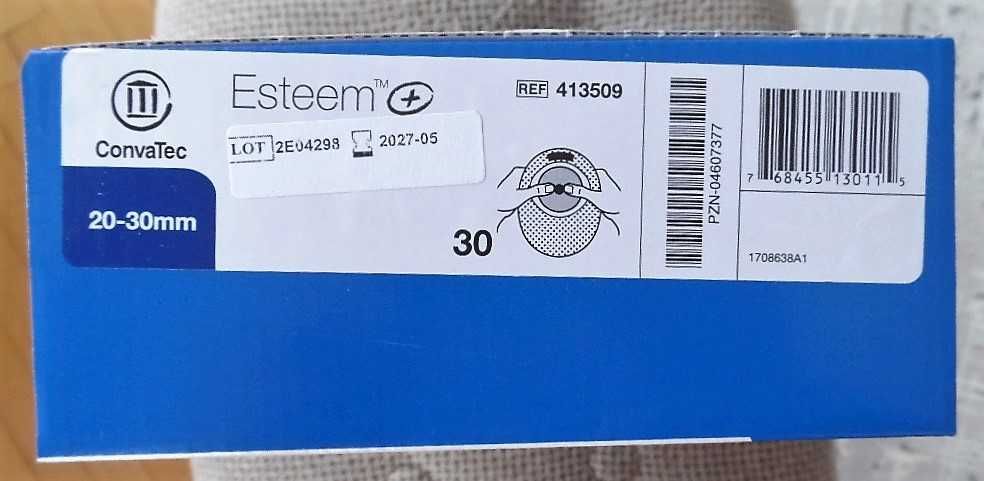 ConvaTec
20-30mm
Esteem™ +
LOT 2E04298 2027-05
REF 413509
30
PZN-04607377
7 68455 13011 5
1708638A1